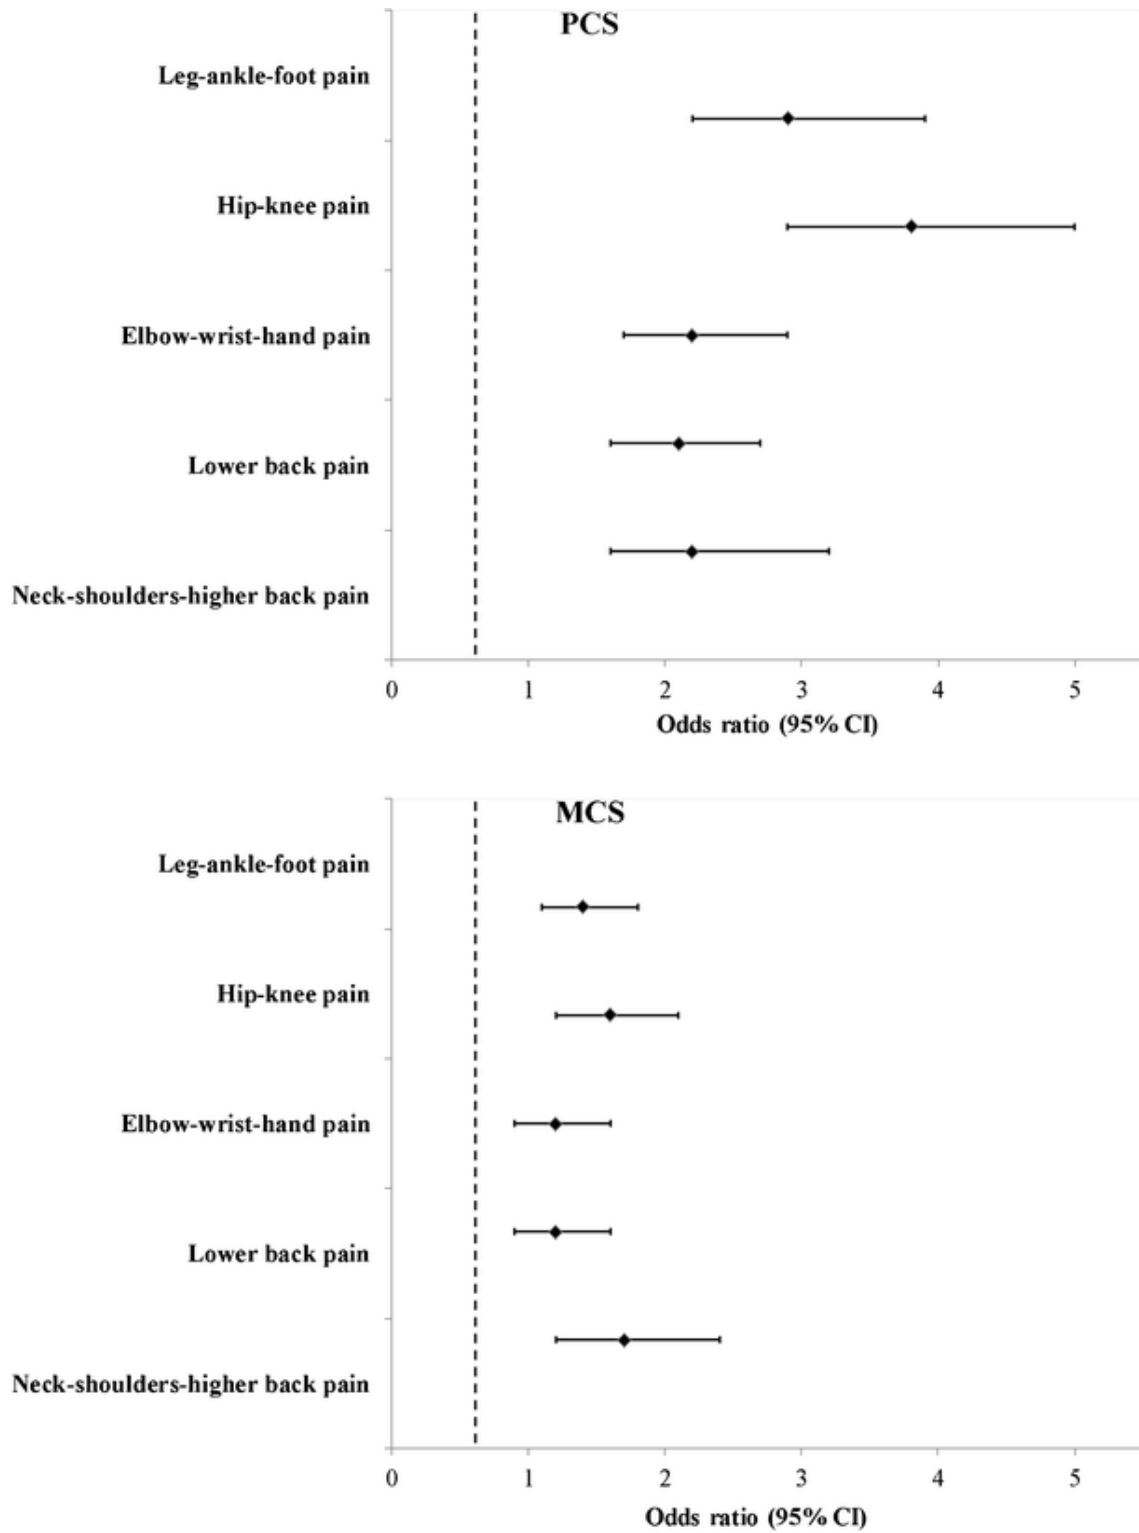 PCS
Leg-ankle-foot pain
Hip-knee pain
Elbow-wrist-hand pain
Lower back pain
Neck-shoulders-higher back pain
0 1 2 3 4 5
Odds ratio (95% CI)
MCS
Leg-ankle-foot pain
Hip-knee pain
Elbow-wrist-hand pain
Lower back pain
Neck-shoulders-higher back pain
0 1 2 3 4 5
Odds ratio (95% CI)